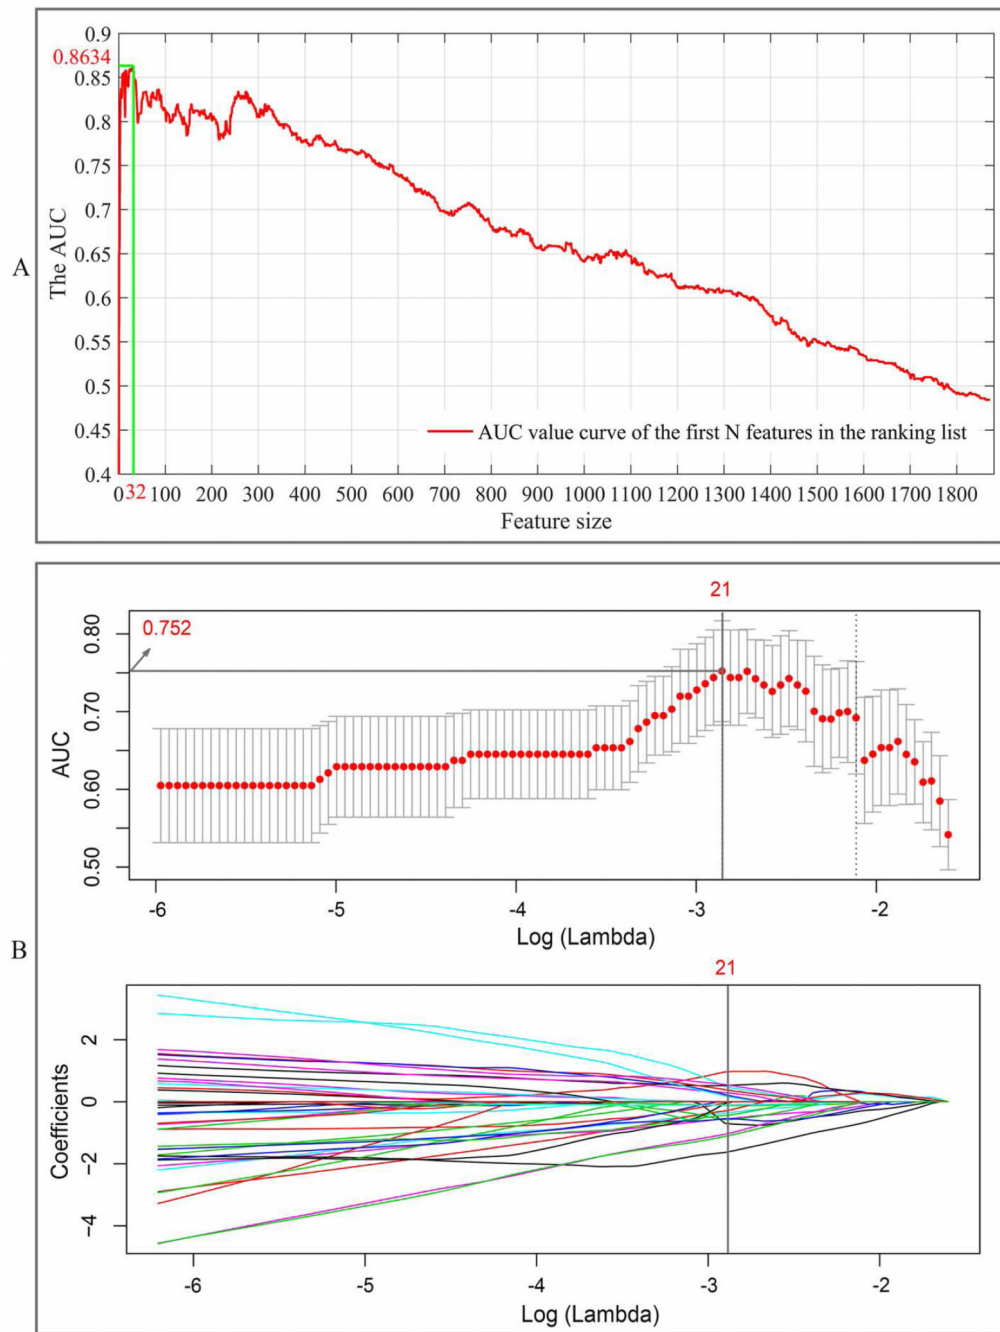 A
The AUC
0.9
0.8634
0.85
0.8
0.75
0.7
0.65
0.6
0.55
0.5
0.45
0.4
AUC value curve of the first N features in the ranking list
0 32 100 200 300 400 500 600 700 800 900 1000 1100 1200 1300 1400 1500 1600 1700 1800
Feature size
B
21
0.752
AUC
0.80
0.70
0.60
0.50
-6 -5 -4 -3 -2
Log (Lambda)
21
Coefficients
2
0
-2
-4
-6 -5 -4 -3 -2
Log (Lambda)